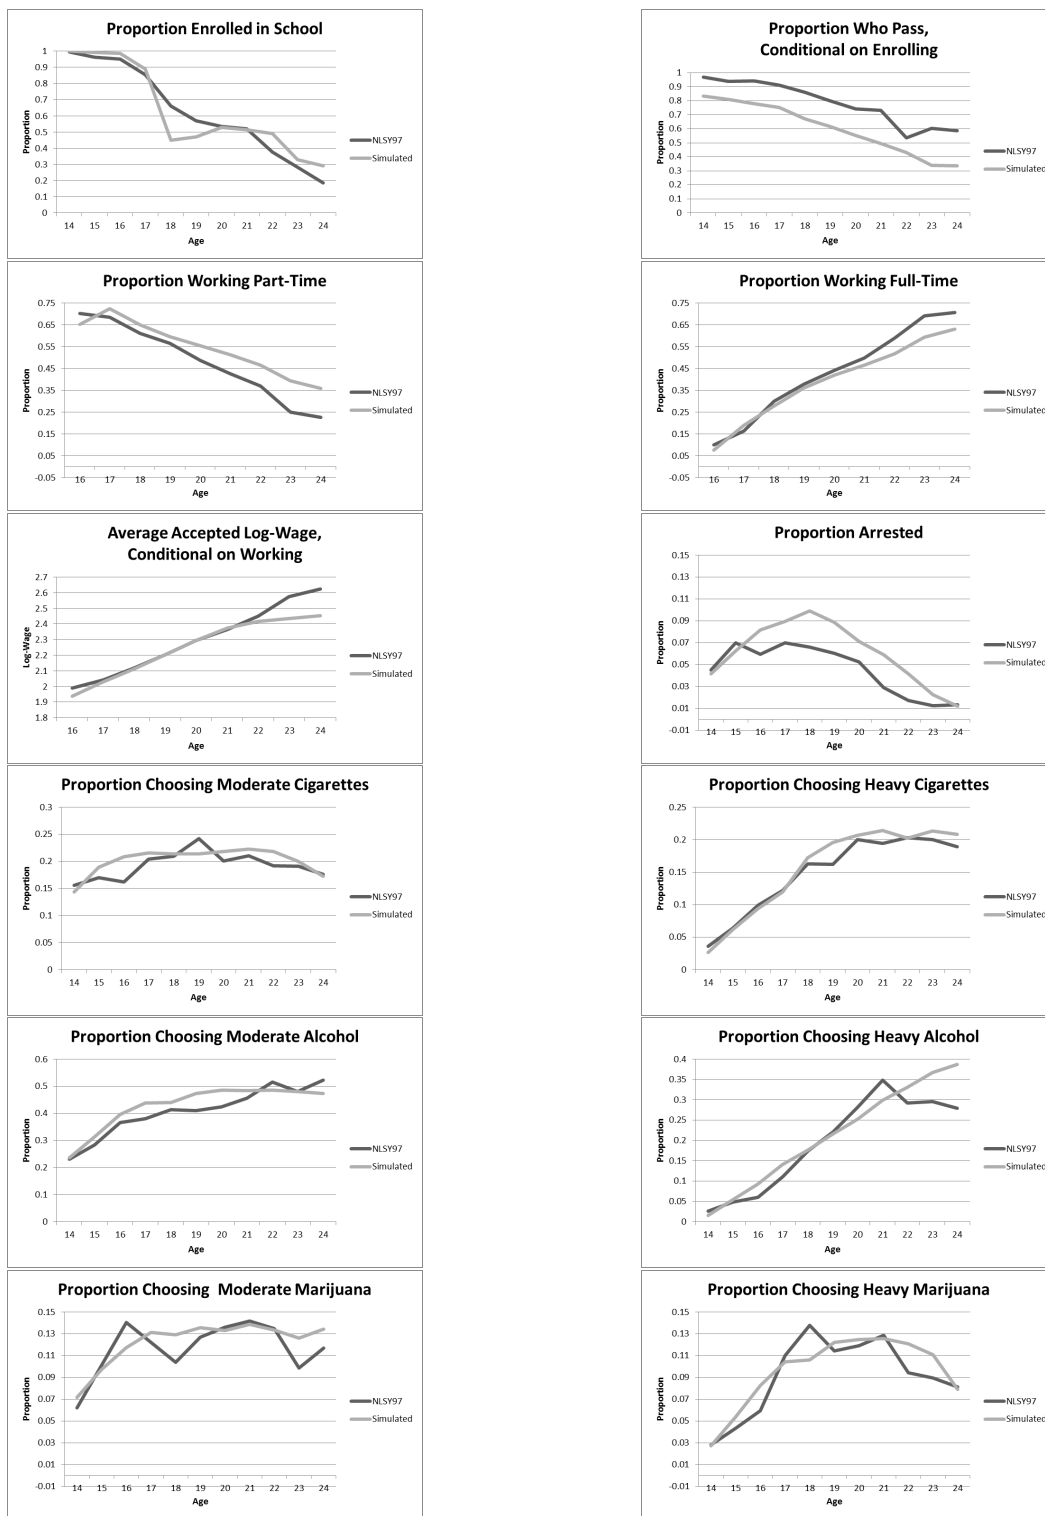 Proportion Enrolled in School
1
0.9
0.8
0.7
0.6
0.5
0.4
0.3
0.2
0.1
0
Proportion
14 15 16 17 18 19 20 21 22 23 24
Age
NLSY97
Simulated
Proportion Who Pass,
Conditional on Enrolling
1
0.9
0.8
0.7
0.6
0.5
0.4
0.3
0.2
0.1
0
Proportion
14 15 16 17 18 19 20 21 22 23 24
Age
NLSY97
Simulated
Proportion Working Part-Time
0.75
0.65
0.55
0.45
0.35
0.25
0.15
0.05
-0.05
Proportion
16 17 18 19 20 21 22 23 24
Age
NLSY97
Simulated
Proportion Working Full-Time
0.75
0.65
0.55
0.45
0.35
0.25
0.15
0.05
-0.05
Proportion
16 17 18 19 20 21 22 23 24
Age
NLSY97
Simulated
Average Accepted Log-Wage,
Conditional on Working
2.7
2.6
2.5
2.4
2.3
2.2
2.1
2
1.9
1.8
Log-Wage
16 17 18 19 20 21 22 23 24
Age
NLSY97
Simulated
Proportion Arrested
0.15
0.13
0.11
0.09
0.07
0.05
0.03
0.01
-0.01
Proportion
14 15 16 17 18 19 20 21 22 23 24
Age
NLSY97
Simulated
Proportion Choosing Moderate Cigarettes
0.3
0.25
0.2
0.15
0.1
0.05
0
Proportion
14 15 16 17 18 19 20 21 22 23 24
Age
NLSY97
Simulated
Proportion Choosing Heavy Cigarettes
0.25
0.2
0.15
0.1
0.05
0
Proportion
14 15 16 17 18 19 20 21 22 23 24
Age
NLSY97
Simulated
Proportion Choosing Moderate Alcohol
0.6
0.5
0.4
0.3
0.2
0.1
0
Proportion
14 15 16 17 18 19 20 21 22 23 24
Age
NLSY97
Simulated
Proportion Choosing Heavy Alcohol
0.4
0.35
0.3
0.25
0.2
0.15
0.1
0.05
0
Proportion
14 15 16 17 18 19 20 21 22 23 24
Age
NLSY97
Simulated
Proportion Choosing Moderate Marijuana
0.15
0.13
0.11
0.09
0.07
0.05
0.03
0.01
-0.01
Proportion
14 15 16 17 18 19 20 21 22 23 24
Age
NLSY97
Simulated
Proportion Choosing Heavy Marijuana
0.15
0.13
0.11
0.09
0.07
0.05
0.03
0.01
-0.01
Proportion
14 15 16 17 18 19 20 21 22 23 24
Age
NLSY97
Simulated